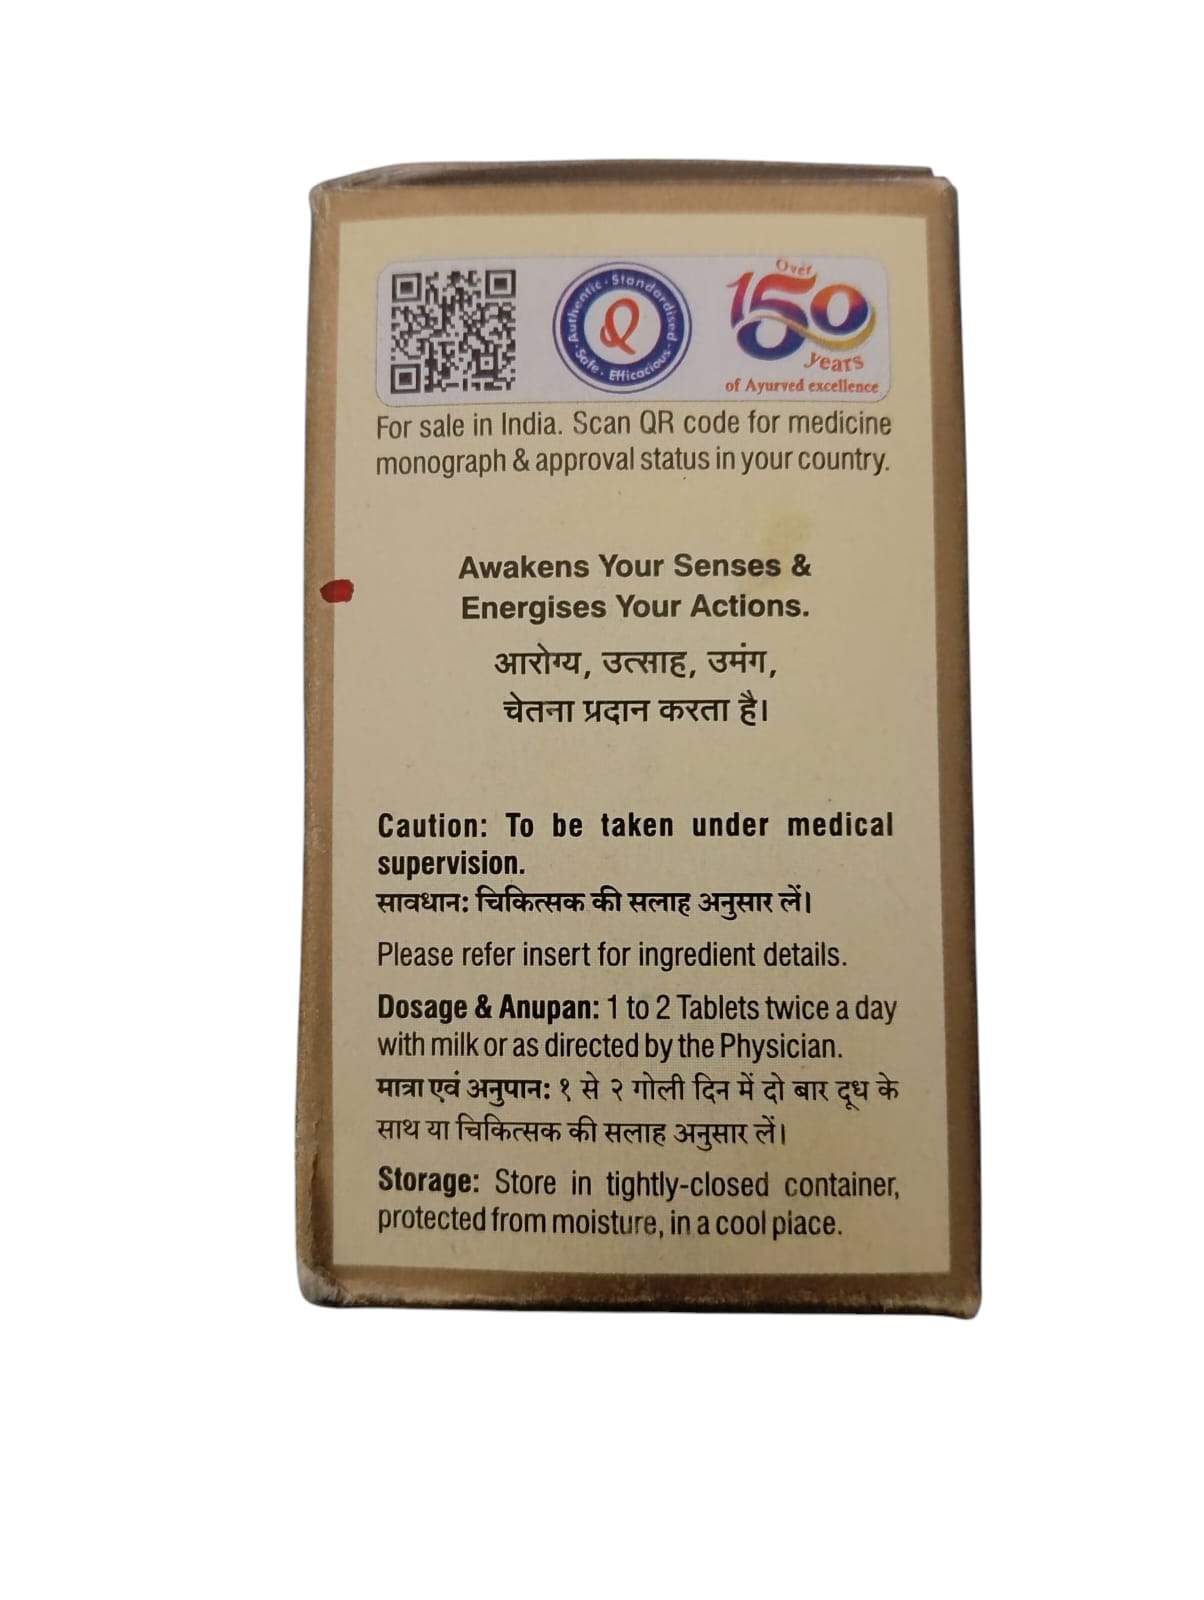 Authentic · Standardised · Safe · Efficacious
Q
Over
150
years
of Ayurved excellence
For sale in India. Scan QR code for medicine
monograph & approval status in your country.
Awakens Your Senses &
Energises Your Actions.
आरोग्य, उत्साह, उमंग,
चेतना प्रदान करता है।
Caution: To be taken under medical
supervision.
सावधान: चिकित्सक की सलाह अनुसार लें।
Please refer insert for ingredient details.
Dosage & Anupan: 1 to 2 Tablets twice a day
with milk or as directed by the Physician.
मात्रा एवं अनुपान: १ से २ गोली दिन में दो बार दूध के
साथ या चिकित्सक की सलाह अनुसार लें।
Storage: Store in tightly-closed container,
protected from moisture, in a cool place.